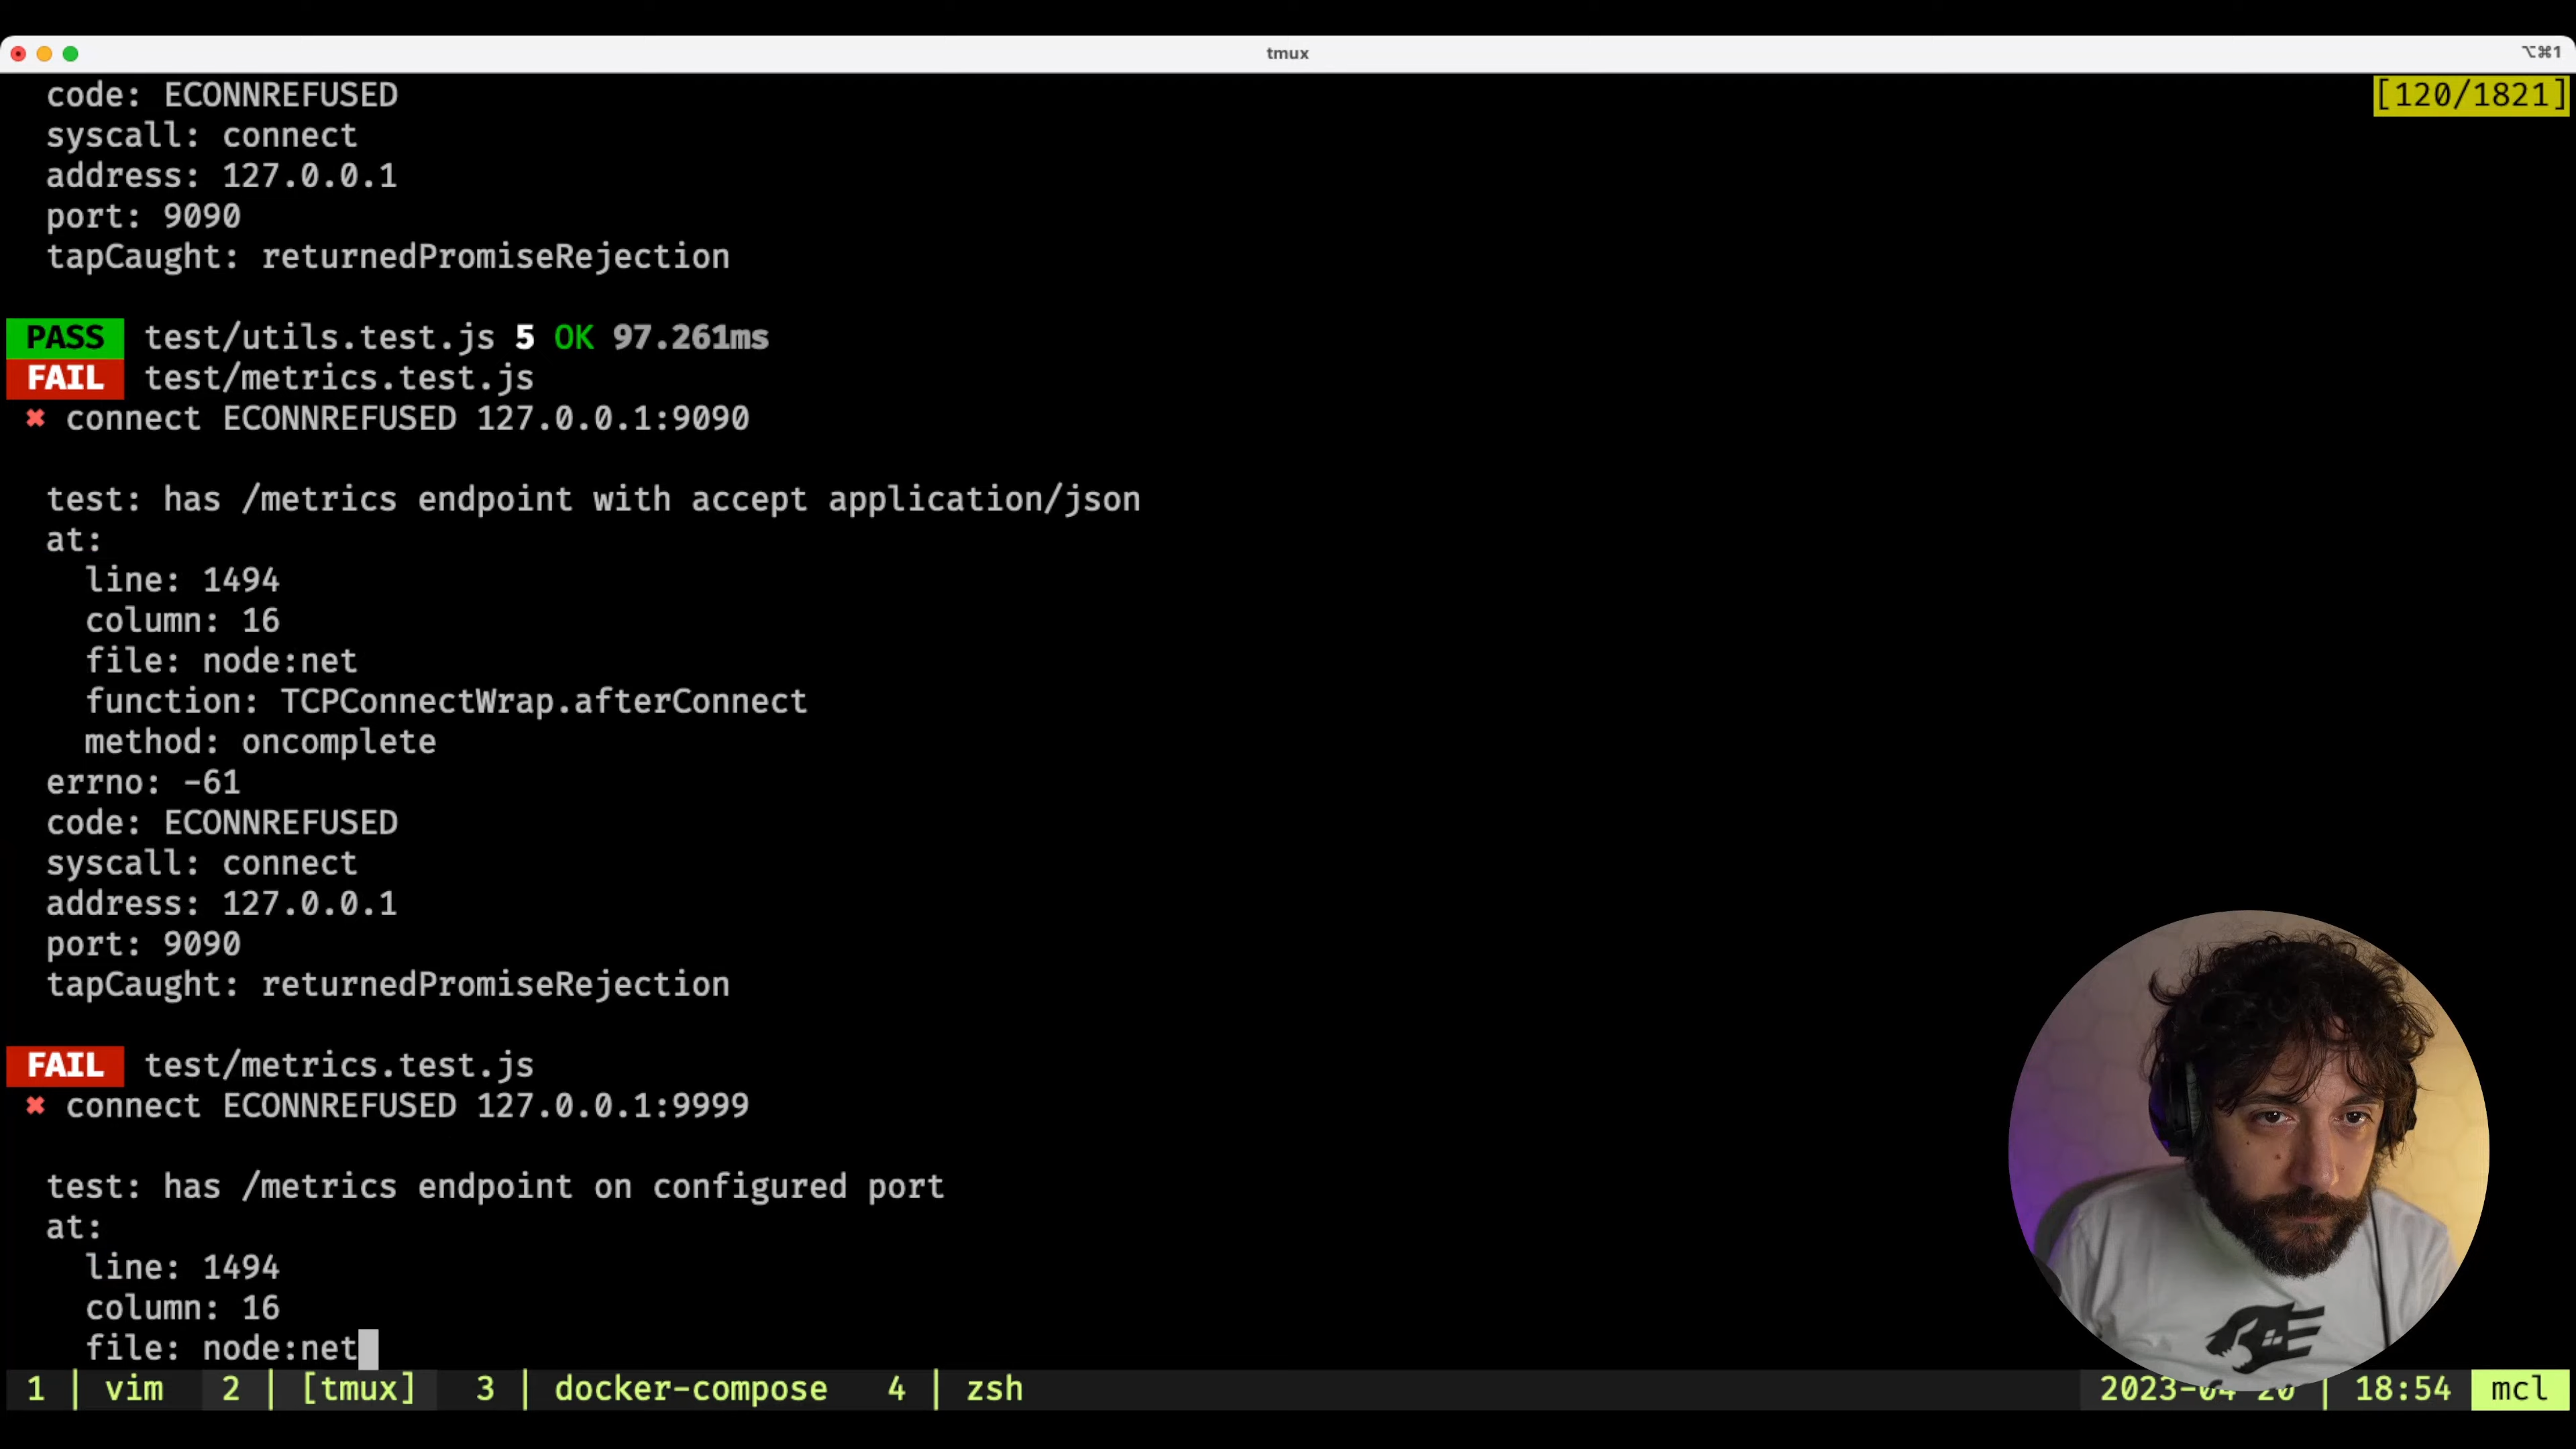 tmux
⌥⌘1
code: ECONNREFUSED
[120/1821]
syscall: connect
address: 127.0.0.1
port: 9090
tapCaught: returnedPromiseRejection
PASS test/utils.test.js 5 OK 97.261ms
FAIL test/metrics.test.js
✖ connect ECONNREFUSED 127.0.0.1:9090
test: has /metrics endpoint with accept application/json
at:
line: 1494
column: 16
file: node:net
function: TCPConnectWrap.afterConnect
method: oncomplete
errno: -61
code: ECONNREFUSED
syscall: connect
address: 127.0.0.1
port: 9090
tapCaught: returnedPromiseRejection
FAIL test/metrics.test.js
✖ connect ECONNREFUSED 127.0.0.1:9999
test: has /metrics endpoint on configured port
at:
line: 1494
column: 16
file: node:net
1 | vim 2 | [tmux] 3 | docker-compose 4 | zsh 2023-04-20 | 18:54 mcl